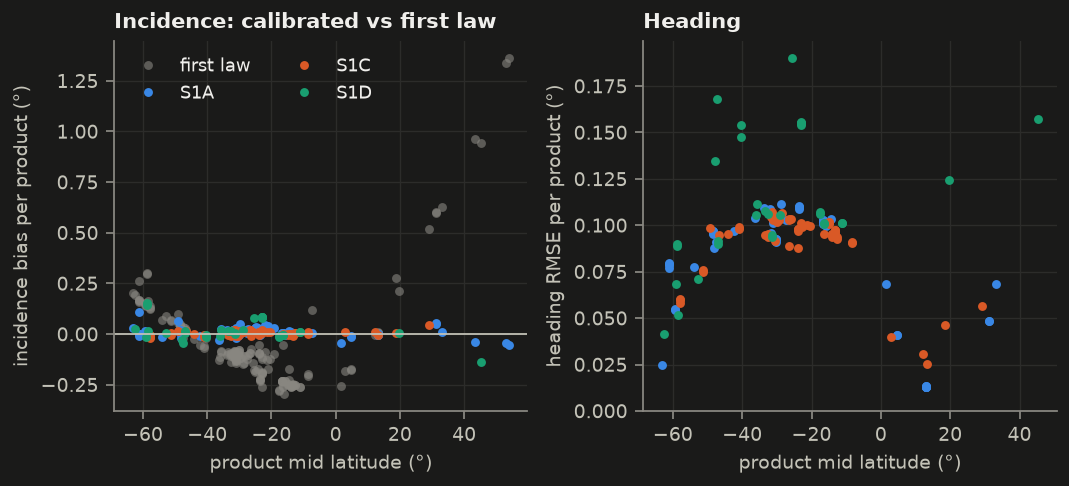 Incidence: calibrated vs first law
first law
S1A
S1C
S1D
1.25
1.00
0.75
0.50
0.25
0.00
−0.25
incidence bias per product (°)
−60
−40
−20
0
20
40
product mid latitude (°)
Heading
0.175
0.150
0.125
0.100
0.075
0.050
0.025
0.000
heading RMSE per product (°)
−60
−40
−20
0
20
40
product mid latitude (°)